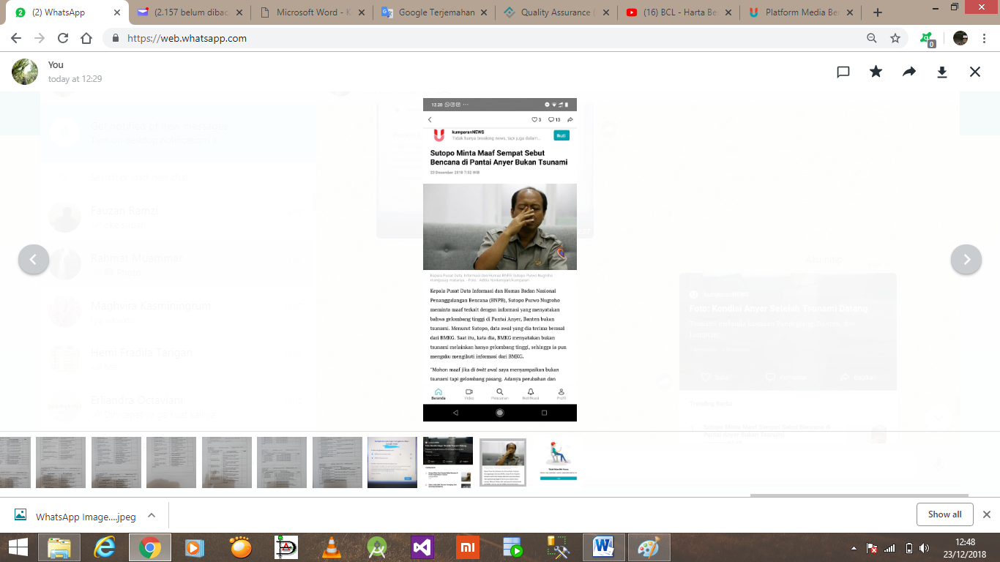 (2) WhatsApp
(2.157 belum dibac
Microsoft Word - K
Google Terjemahan
Quality Assurance (
(16) BCL - Harta Be
Platform Media Be
https://web.whatsapp.com
0
You
today at 12:29
12.28
3
13
kumparanNEWS
Tidak hanya breaking news, tapi juga dalam...
Ikuti
Sutopo Minta Maaf Sempat Sebut
Bencana di Pantai Anyer Bukan Tsunami
23 Desember 2018 7:52 WIB
Kepala Pusat Data, Informasi dan Humas BNPB Sutopo Purwo Nugroho
mengusap matanya. - Foto :
Kepala Pusat Data Informasi dan Humas Badan Nasional
Penanggulangan Bencana (BNPB), Sutopo Purwo Nugroho
meminta maaf terkait dengan informasi yang menyatakan
bahwa gelombang tinggi di Pantai Anyer, Banten bukan
tsunami. Menurut Sutopo, data awal yang dia terima berasal
dari BMKG. Saat itu, kata dia, BMKG menyatakan bukan
tsunami melainkan hanya gelombang tinggi, sehingga ia pun
mengaku mengikuti informasi dari BMKG.
"Mohon maaf jika di twit awal saya menyampaikan bukan
tsunami tapi gelombang pasang. Adanya perubahan dan
Beranda
Video
Pencarian
Notifikasi
Profil
Get notified of new messages
Fauzan Ramzi
Rahmat Muammar
Photo
Maghvira Kasminingrum
Hemi Fradila Tarigan
Erlianora Octaviani
kumparanNEWS
Foto: Kondisi Anyer Setelah Tsunami Datang
Trending Berita
Sutopo Minta Maaf Sempat Sebut Bencana di
Pantai Anyer Bukan Tsunami
WhatsApp Image....jpeg
Show all
12:48
23/12/2018